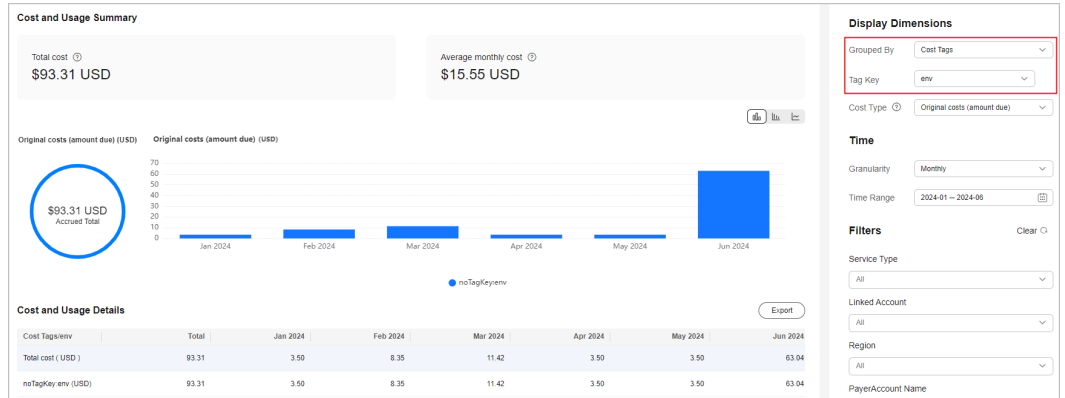 Cost and Usage Summary
Total cost
$93.31 USD
Average monthly cost
$15.55 USD
Original costs (amount due) (USD)
Original costs (amount due) (USD)
70
60
50
40
30
20
10
0
$93.31 USD
Accrued Total
Jan 2024 Feb 2024 Mar 2024 Apr 2024 May 2024 Jun 2024
noTagKey:env
Cost and Usage Details
Export
Cost Tags/env Total Jan 2024 Feb 2024 Mar 2024 Apr 2024 May 2024 Jun 2024
Total cost ( USD ) 93.31 3.50 8.35 11.42 3.50 3.50 63.04
noTagKey:env (USD) 93.31 3.50 8.35 11.42 3.50 3.50 63.04
Display Dimensions
Grouped By Cost Tags
Tag Key env
Cost Type Original costs (amount due)
Time
Granularity Monthly
Time Range 2024-01 — 2024-06
Filters Clear
Service Type
All
Linked Account
All
Region
All
PayerAccount Name